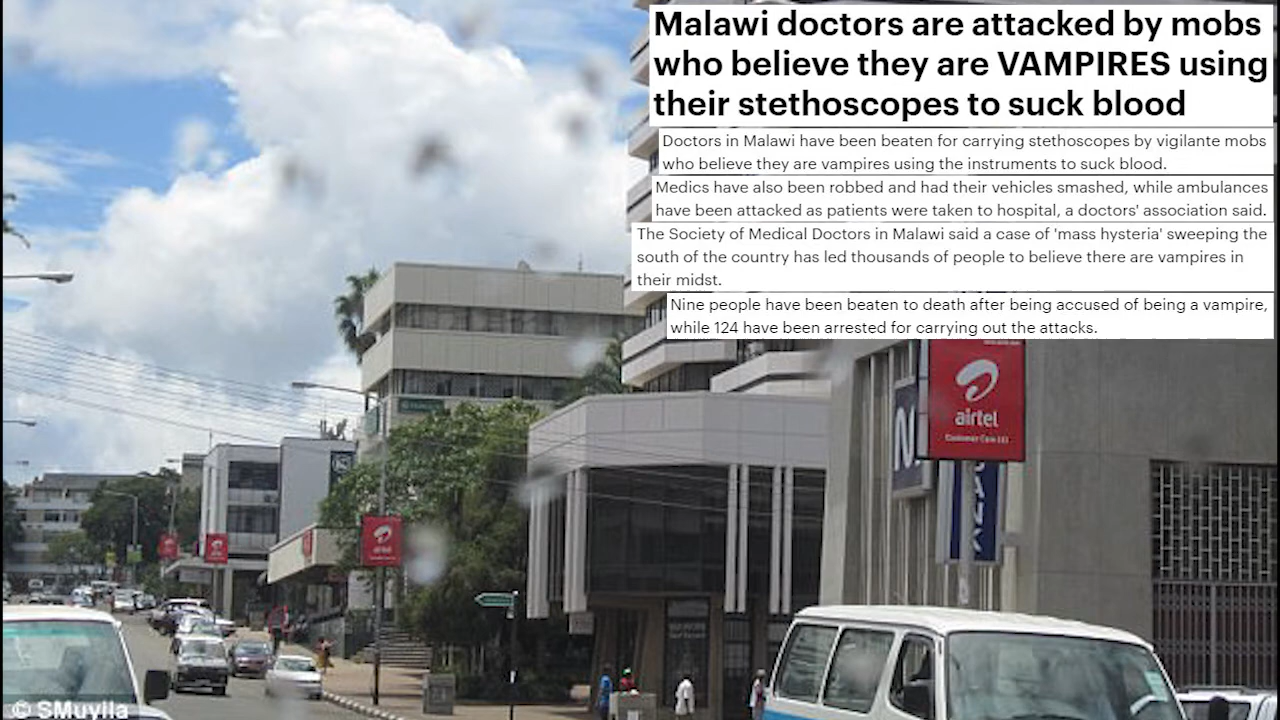 Malawi doctors are attacked by mobs
who believe they are VAMPIRES using
their stethoscopes to suck blood
Doctors in Malawi have been beaten for carrying stethoscopes by vigilante mobs
who believe they are vampires using the instruments to suck blood.
Medics have also been robbed and had their vehicles smashed, while ambulances
have been attacked as patients were taken to hospital, a doctors' association said.
The Society of Medical Doctors in Malawi said a case of 'mass hysteria' sweeping the
south of the country has led thousands of people to believe there are vampires in
their midst.
Nine people have been beaten to death after being accused of being a vampire,
while 124 have been arrested for carrying out the attacks.
airtel
© SMuyila